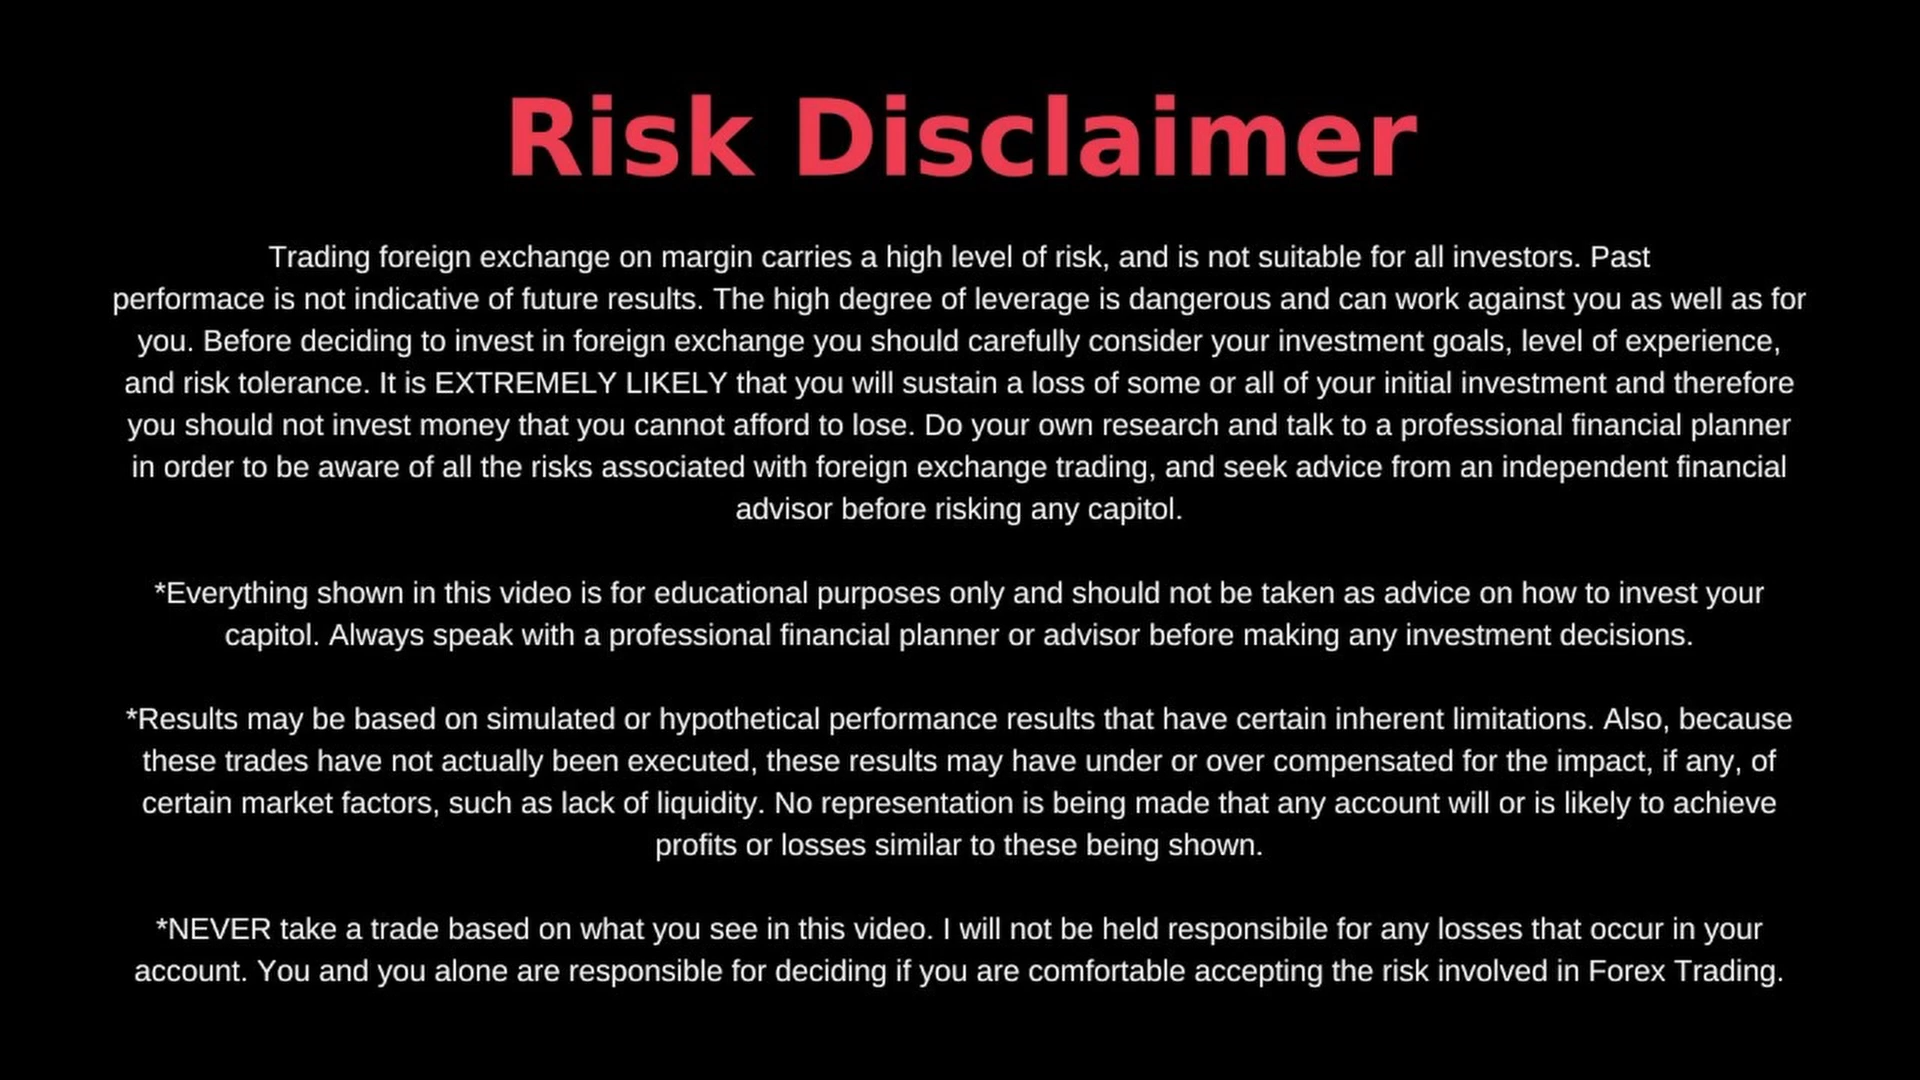 Risk Disclaimer
Trading foreign exchange on margin carries a high level of risk, and is not suitable for all investors. Past
performace is not indicative of future results. The high degree of leverage is dangerous and can work against you as well as for
you. Before deciding to invest in foreign exchange you should carefully consider your investment goals, level of experience,
and risk tolerance. It is EXTREMELY LIKELY that you will sustain a loss of some or all of your initial investment and therefore
you should not invest money that you cannot afford to lose. Do your own research and talk to a professional financial planner
in order to be aware of all the risks associated with foreign exchange trading, and seek advice from an independent financial
advisor before risking any capitol.
*Everything shown in this video is for educational purposes only and should not be taken as advice on how to invest your
capitol. Always speak with a professional financial planner or advisor before making any investment decisions.
*Results may be based on simulated or hypothetical performance results that have certain inherent limitations. Also, because
these trades have not actually been executed, these results may have under or over compensated for the impact, if any, of
certain market factors, such as lack of liquidity. No representation is being made that any account will or is likely to achieve
profits or losses similar to these being shown.
*NEVER take a trade based on what you see in this video. I will not be held responsibile for any losses that occur in your
account. You and you alone are responsible for deciding if you are comfortable accepting the risk involved in Forex Trading.